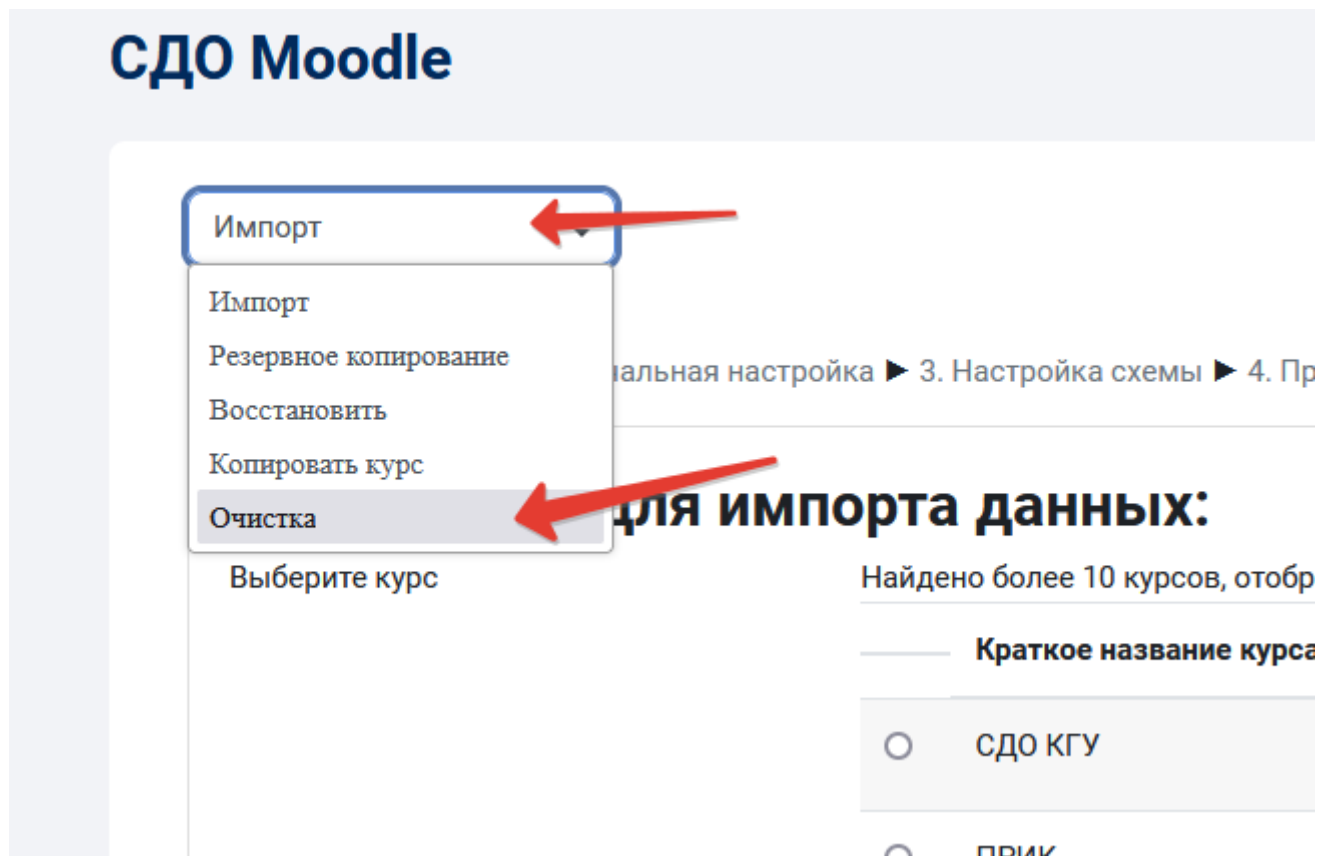 СДО Moodle
Импорт
Импорт
Резервное копирование
Восстановить
Копировать курс
Очистка
альная настройка ► 3. Настройка схемы ► 4. Пр
для импорта данных:
Выберите курс
Найдено более 10 курсов, отобр
Краткое название курса
СДО КГУ
ПРИК